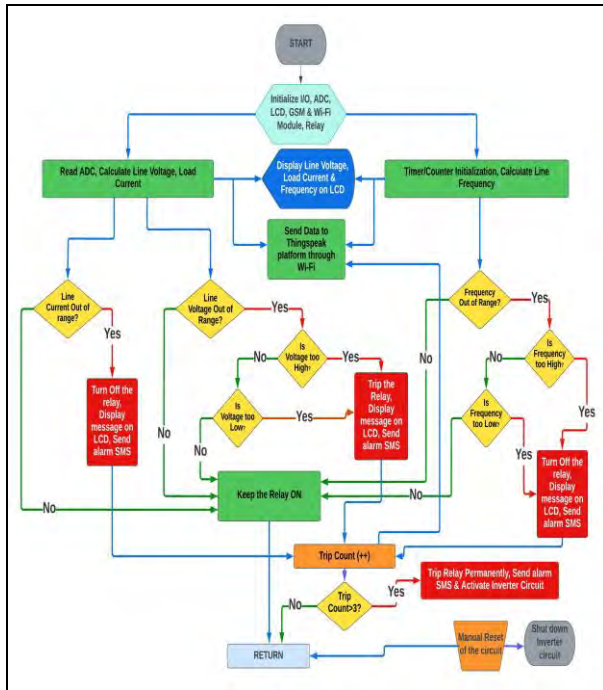 START
Initialize I/O, ADC,
LCD, GSM & Wi-Fi
Module, Relay
Read ADC, Calculate Line Voltage, Load
Current
Display Line Voltage,
Load Current &
Frequency on LCD
Timer/Counter Initialization, Calculate Line
Frequency
Send Data to
Thingspeak
platform through
Wi-Fi
Line
Current Out of
range?
Line
Voltage Out of
Range?
Frequency
Out of Range?
Yes
Yes
Yes
Is
Voltage too
High?
No
Yes
Is
Frequency
too High?
No
No
Yes
Turn Off the
relay,
Display
message on
LCD, Send
alarm SMS
Is
Voltage too
Low?
Yes
Trip the
Relay,
Display
message on
LCD, Send
alarm SMS
Is
Frequency
too Low?
No
No
No
Yes
Turn Off the
relay,
Display
message on
LCD, Send
alarm SMS
Keep the Relay ON
No
Trip Count (++)
Trip
Count>3?
No
Yes
Trip Relay Permanently, Send alarm
SMS & Activate Inverter Circuit
RETURN
Manual Reset
of the circuit
Shut down
Inverter
circuit